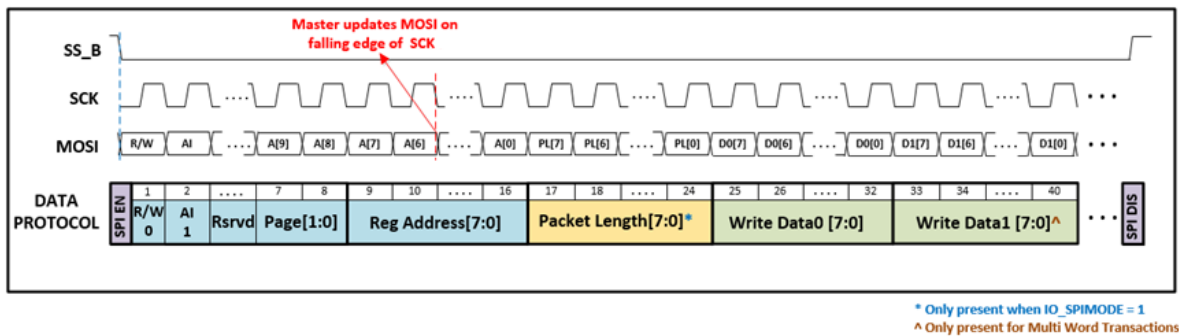 Master updates MOSI on
falling edge of SCK
SS_B
SCK ···· ···· ···· ···· ···· • • •
MOSI R/W AI ···· A[9] A[8] A[7] A[6] ···· A[0] PL[7] PL[6] ···· PL[0] D0[7] D0[6] ···· D0[0] D1[7] D1[6] ···· D1[0] • • •
1 2 .... 7 8 9 10 .... 16 17 18 .... 24 25 26 .... 32 33 34 .... 40
DATA
PROTOCOL
SPI EN
R/W
0
AI
1
Rsrvd Page[1:0] Reg Address[7:0] Packet Length[7:0]* Write Data0 [7:0] Write Data1 [7:0]^ • • •
SPI DIS
* Only present when IO_SPIMODE = 1
^ Only present for Multi Word Transactions